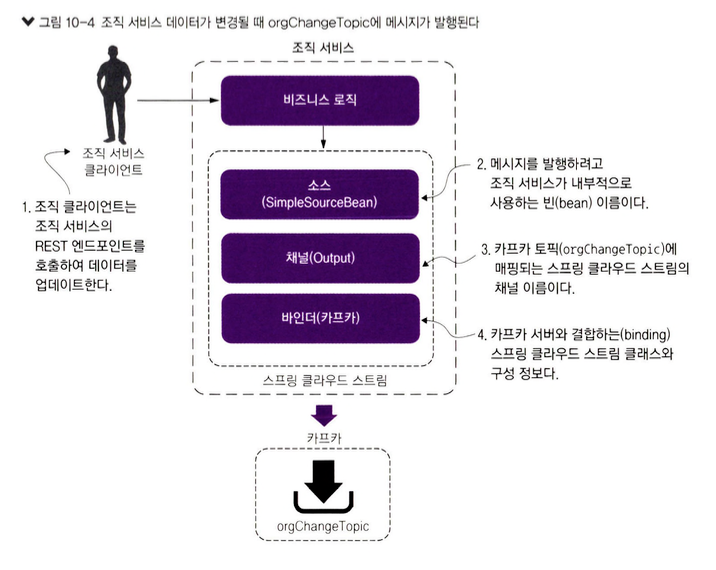 그림 10-4 조직 서비스 데이터가 변경될 때 orgChangeTopic에 메시지가 발행된다
조직 서비스
비즈니스 로직
조직 서비스
클라이언트
1. 조직 클라이언트는
조직 서비스의
REST 엔드포인트를
호출하여 데이터를
업데이트한다.
소스
(SimpleSourceBean)
2. 메시지를 발행하려고
조직 서비스가 내부적으로
사용하는 빈(bean) 이름이다.
채널(Output)
3. 카프카 토픽(orgChangeTopic)에
매핑되는 스프링 클라우드 스트림의
채널 이름이다.
바인더(카프카)
4. 카프카 서버와 결합하는(binding)
스프링 클라우드 스트림 클래스와
구성 정보다.
스프링 클라우드 스트림
카프카
orgChangeTopic